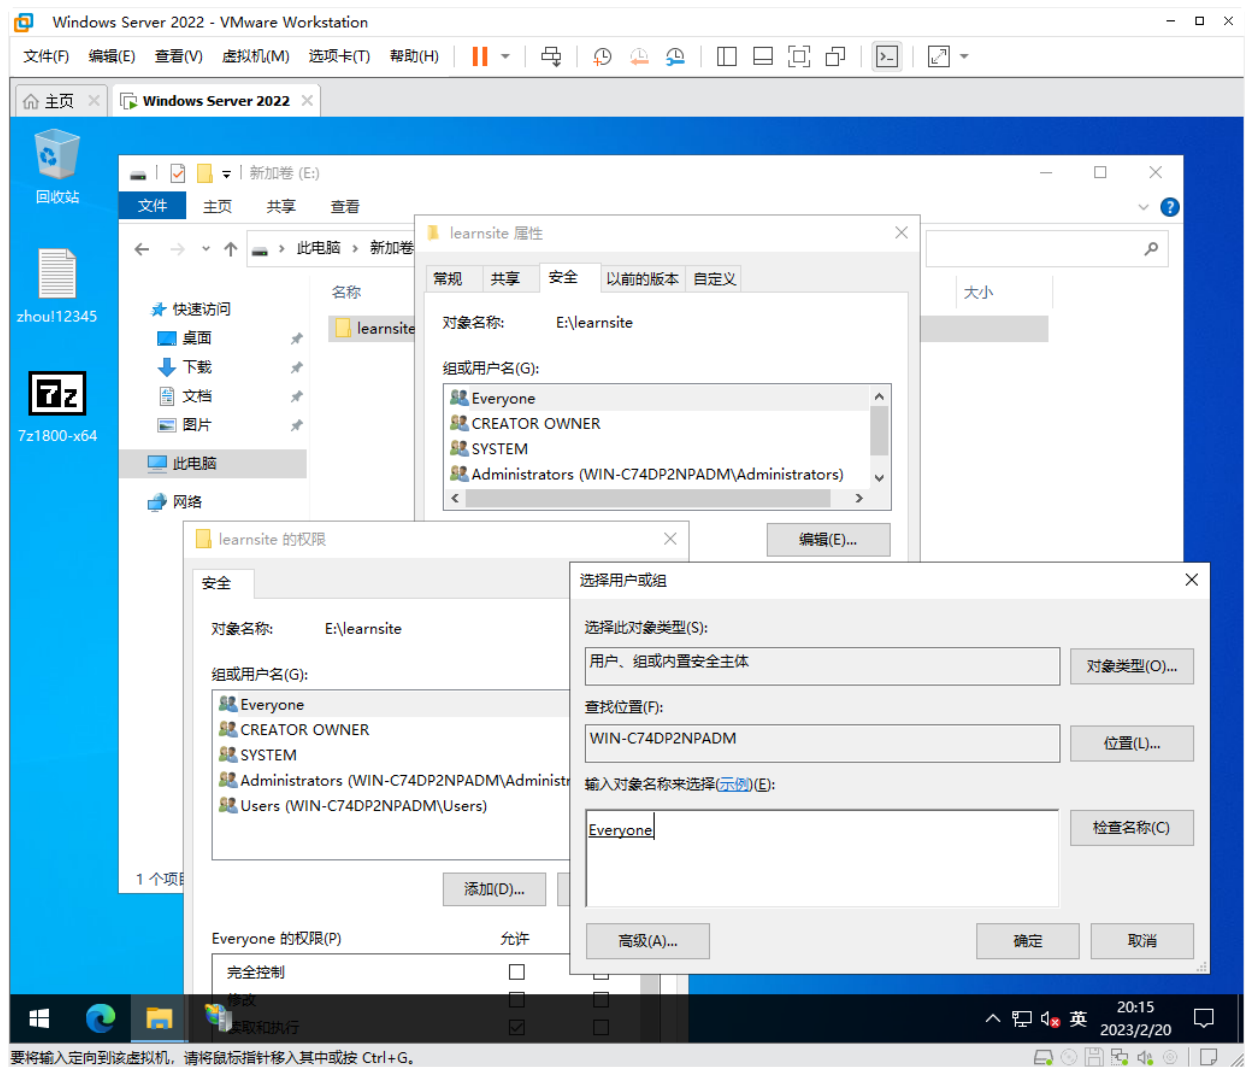 Windows Server 2022 - VMware Workstation
文件(F) 编辑(E) 查看(V) 虚拟机(M) 选项卡(T) 帮助(H)
主页 Windows Server 2022
回收站
zhou!12345
7z
7z1800-x64
新加卷 (E:)
文件 主页 共享 查看
此电脑 › 新加卷
名称 大小
快速访问
桌面
下载
文档
图片
此电脑
网络
learnsite
1 个项
learnsite 属性
常规 共享 安全 以前的版本 自定义
对象名称: E:\learnsite
组或用户名(G):
Everyone
CREATOR OWNER
SYSTEM
Administrators (WIN-C74DP2NPADM\Administrators)
编辑(E)...
learnsite 的权限
安全
对象名称: E:\learnsite
组或用户名(G):
Everyone
CREATOR OWNER
SYSTEM
Administrators (WIN-C74DP2NPADM\Administr
Users (WIN-C74DP2NPADM\Users)
添加(D)...
Everyone 的权限(P) 允许
完全控制
修改
读取和执行
选择用户或组
选择此对象类型(S):
用户、组或内置安全主体
对象类型(O)...
查找位置(F):
WIN-C74DP2NPADM
位置(L)...
输入对象名称来选择(示例)(E):
Everyone
检查名称(C)
高级(A)... 确定 取消
英
20:15
2023/2/20
要将输入定向到该虚拟机，请将鼠标指针移入其中或按 Ctrl+G。